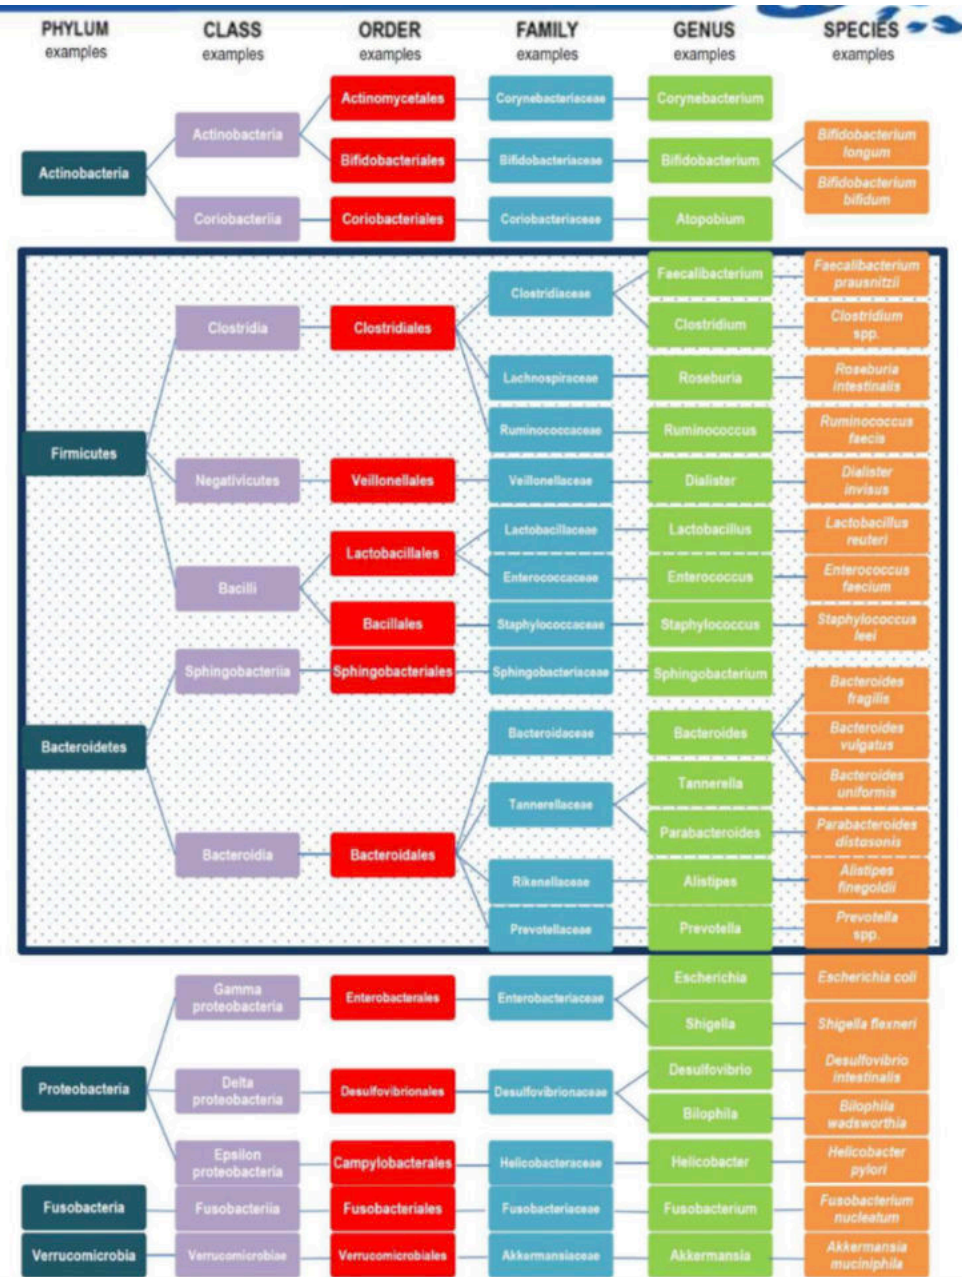 PHYLUM
examples
CLASS
examples
ORDER
examples
FAMILY
examples
GENUS
examples
SPECIES
examples
Actinobacteria
Actinobacteria
Actinomycetales
Corynebacteriaceae
Corynebacterium
Bifidobacteriales
Bifidobacteriaceae
Bifidobacterium
Bifidobacterium
longum
Bifidobacterium
bifidum
Coriobacteriia
Coriobacteriales
Coriobacteriaceae
Atopobium
Firmicutes
Clostridia
Clostridiales
Clostridiaceae
Faecalibacterium
Faecalibacterium
prausnitzii
Clostridium
Clostridium
spp.
Lachnospiraceae
Roseburia
Roseburia
intestinalis
Ruminococcaceae
Ruminococcus
Ruminococcus
faecis
Negativicutes
Veillonellales
Veillonellaceae
Dialister
Dialister
invisus
Bacilli
Lactobacillales
Lactobacillaceae
Lactobacillus
Lactobacillus
reuteri
Enterococcaceae
Enterococcus
Enterococcus
faecium
Bacillales
Staphylococcaceae
Staphylococcus
Staphylococcus
leei
Bacteroidetes
Sphingobacteriia
Sphingobacteriales
Sphingobacteriaceae
Sphingobacterium
Bacteroidia
Bacteroidales
Bacteroidaceae
Bacteroides
Bacteroides
fragilis
Bacteroides
vulgatus
Bacteroides
uniformis
Tannerellaceae
Tannerella
Parabacteroides
Parabacteroides
distasonis
Rikenellaceae
Alistipes
Alistipes
finegoldii
Prevotellaceae
Prevotella
Prevotella
spp.
Proteobacteria
Gamma
proteobacteria
Enterobacterales
Enterobacteriaceae
Escherichia
Escherichia coli
Shigella
Shigella flexneri
Delta
proteobacteria
Desulfovibrionales
Desulfovibrionaceae
Desulfovibrio
Desulfovibrio
intestinalis
Bilophila
Bilophila
wadsworthia
Epsilon
proteobacteria
Campylobacterales
Helicobacteraceae
Helicobacter
Helicobacter
pylori
Fusobacteria
Fusobacteriia
Fusobacteriales
Fusobacteriaceae
Fusobacterium
Fusobacterium
nucleatum
Verrucomicrobia
Verrucomicrobiae
Verrucomicrobiales
Akkermansiaceae
Akkermansia
Akkermansia
muciniphila